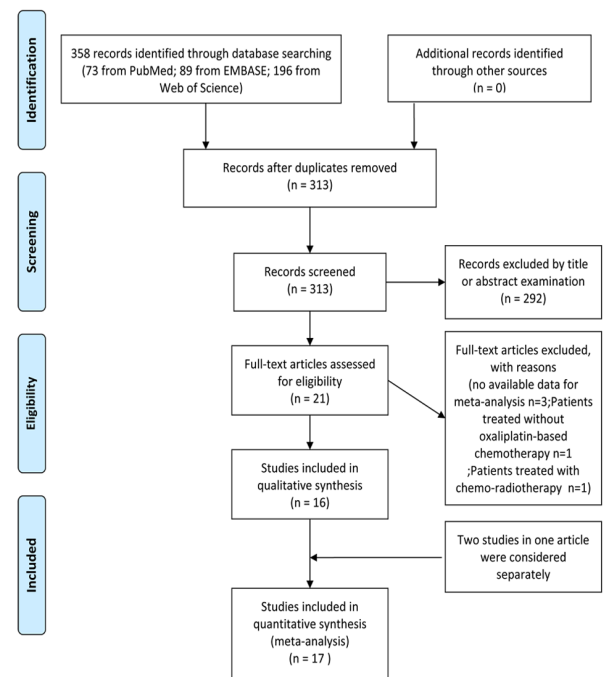 Identification
358 records identified through database searching
(73 from PubMed; 89 from EMBASE; 196 from
Web of Science)
Additional records identified
through other sources
(n = 0)
Records after duplicates removed
(n = 313)
Screening
Records screened
(n = 313)
Records excluded by title
or abstract examination
(n = 292)
Eligibility
Full-text articles assessed
for eligibility
(n = 21)
Full-text articles excluded,
with reasons
(no available data for
meta-analysis n=3;Patients
treated without
oxaliplatin-based
chemotherapy n=1
;Patients treated with
chemo-radiotherapy n=1)
Studies included in
qualitative synthesis
(n = 16)
Included
Two studies in one article
were considered
separately
Studies included in
quantitative synthesis
(meta-analysis)
(n = 17 )